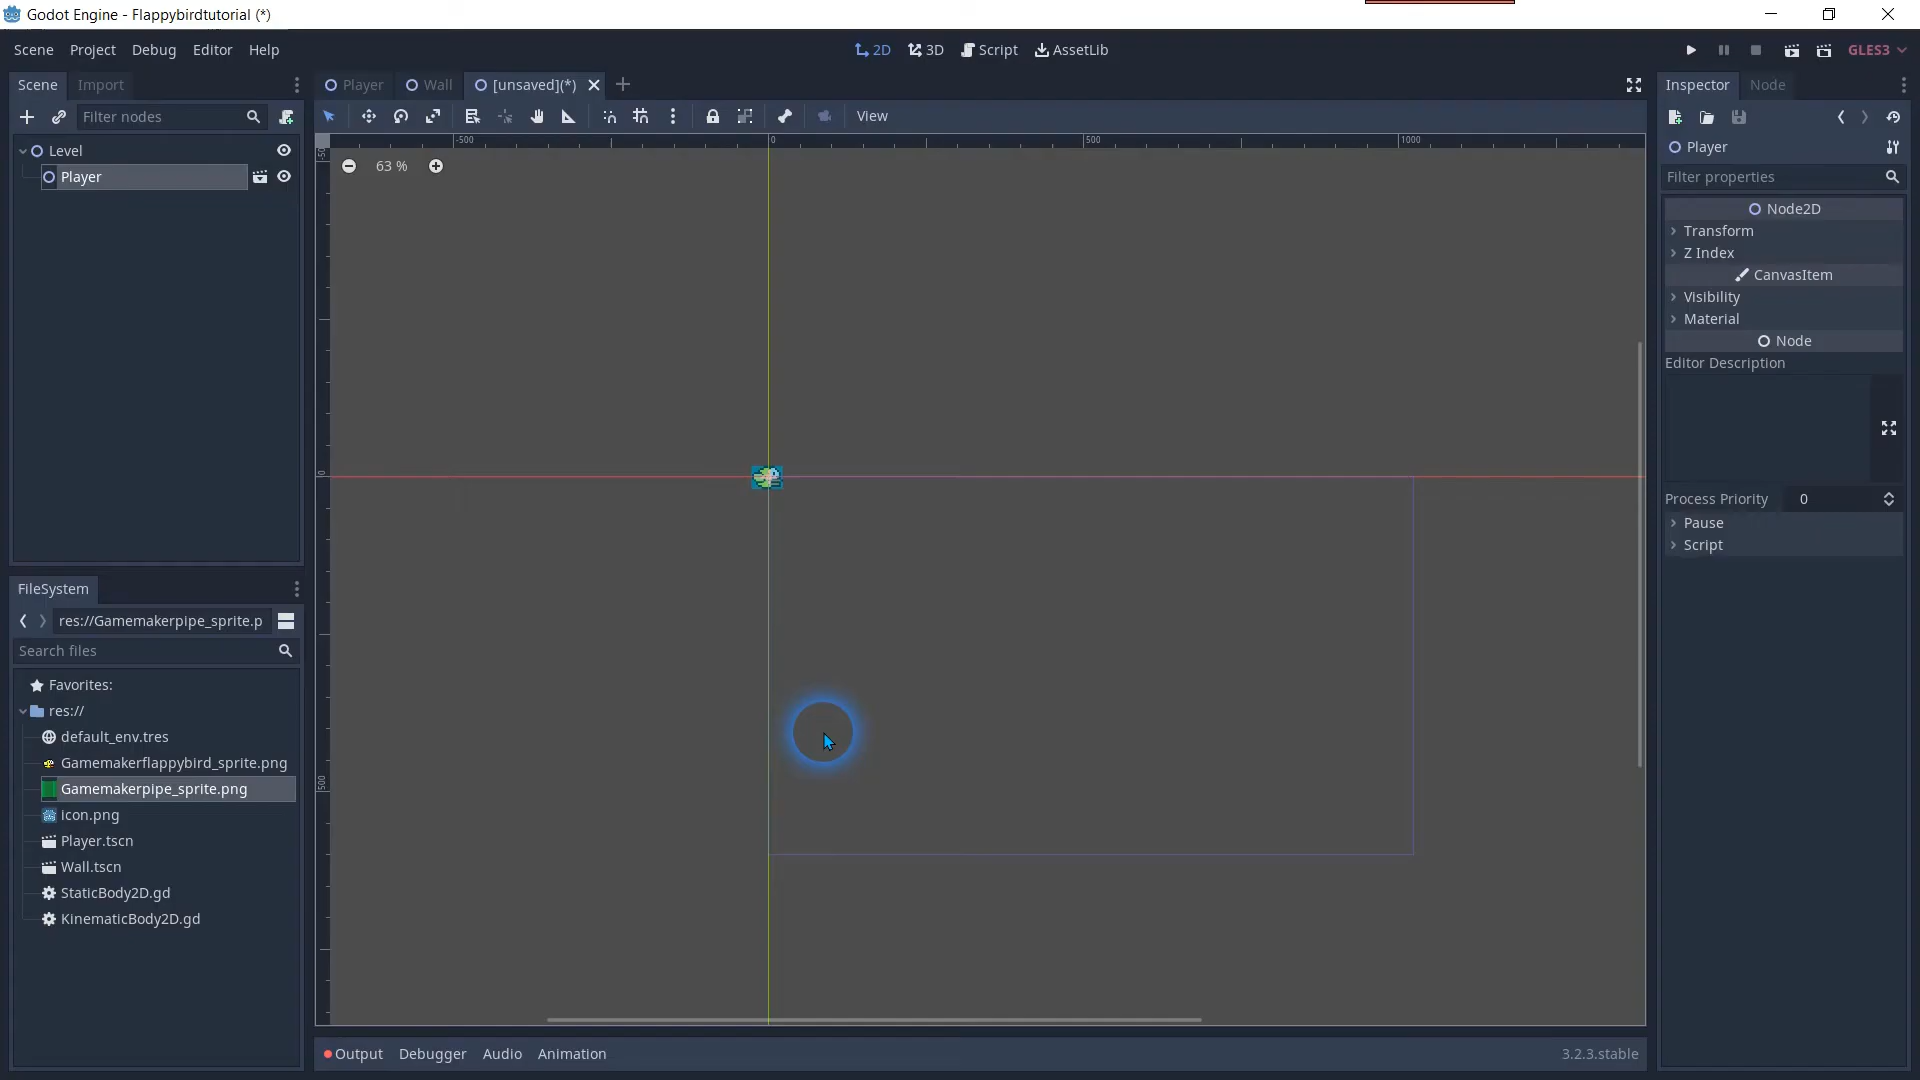 Godot Engine - Flappybirdtutorial (*)
Scene Project Debug Editor Help
2D 3D Script AssetLib
GLES3
Scene Import
Player Wall [unsaved](*)
Inspector Node
Filter nodes
View
Level
Player
-500 0 500 1000
63 %
0
500
Player
Filter properties
Node2D
Transform
Z Index
CanvasItem
Visibility
Material
Node
Editor Description
Process Priority 0
Pause
Script
FileSystem
res://Gamemakerpipe_sprite.p
Search files
Favorites:
res://
default_env.tres
Gamemakerflappybird_sprite.png
Gamemakerpipe_sprite.png
icon.png
Player.tscn
Wall.tscn
StaticBody2D.gd
KinematicBody2D.gd
Output Debugger Audio Animation
3.2.3.stable